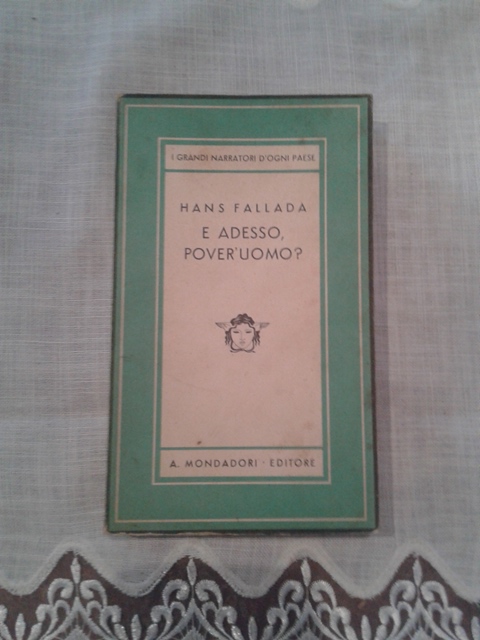 I GRANDI NARRATORI D'OGNI PAESE
HANS FALLADA
E ADESSO,
POVER'UOMO?
A. MONDADORI · EDITORE